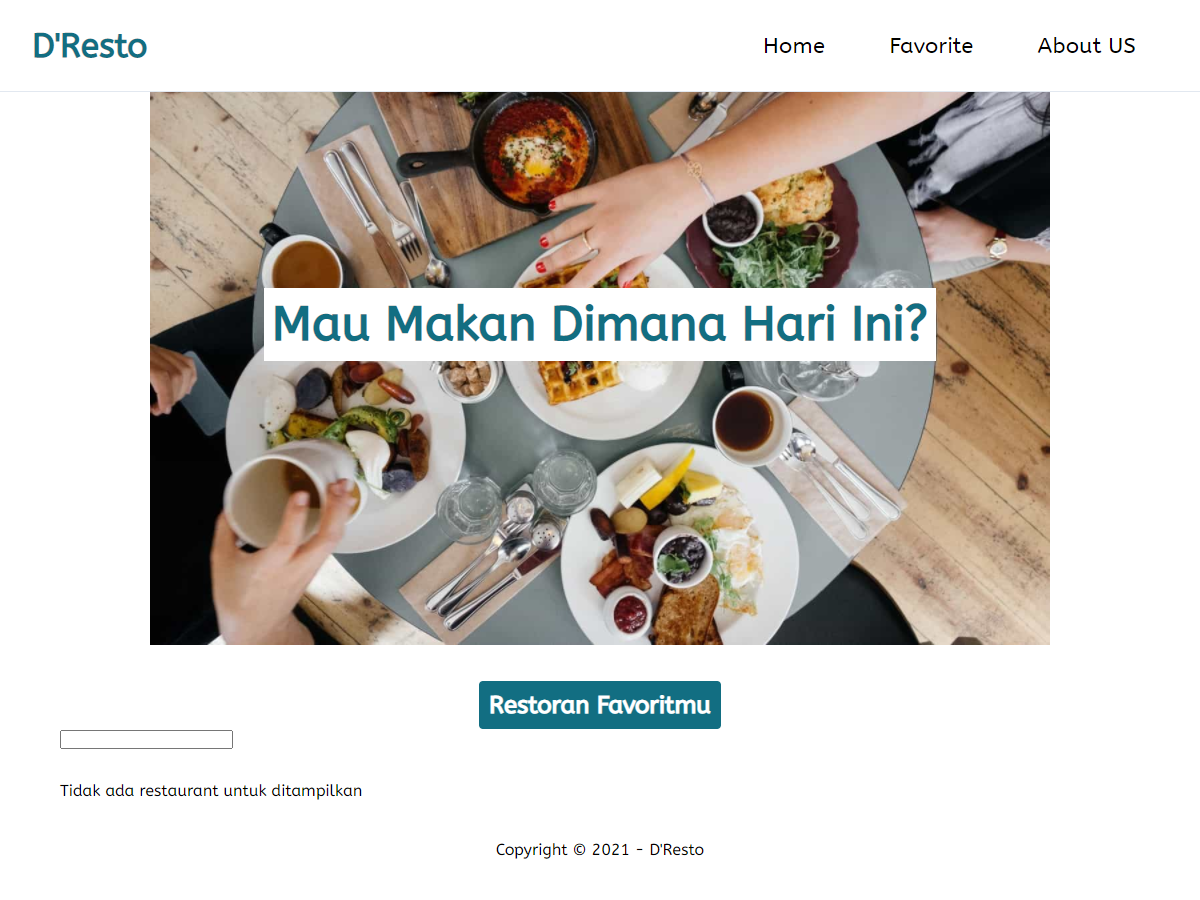 D'Resto
Home
Favorite
About US
Mau Makan Dimana Hari Ini?
Restoran Favoritmu
Tidak ada restaurant untuk ditampilkan
Copyright © 2021 - D'Resto